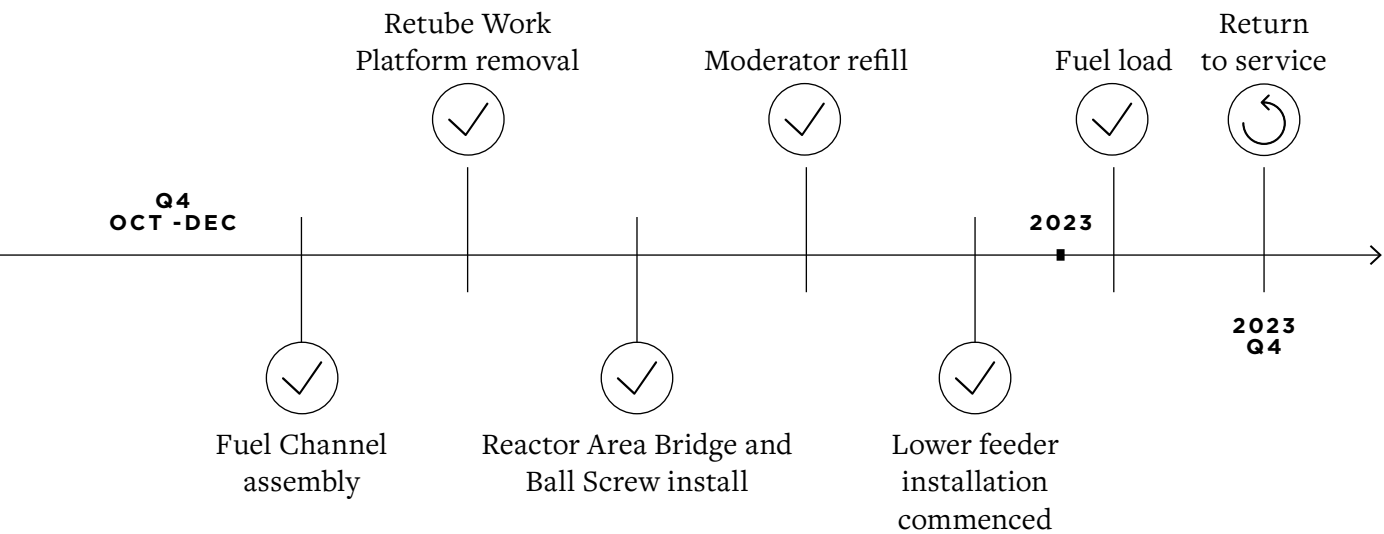 Retube Work
Platform removal
Moderator refill
Fuel load
Return
to service
Q4
OCT -DEC
2023
2023
Q4
Fuel Channel
assembly
Reactor Area Bridge and
Ball Screw install
Lower feeder
installation
commenced